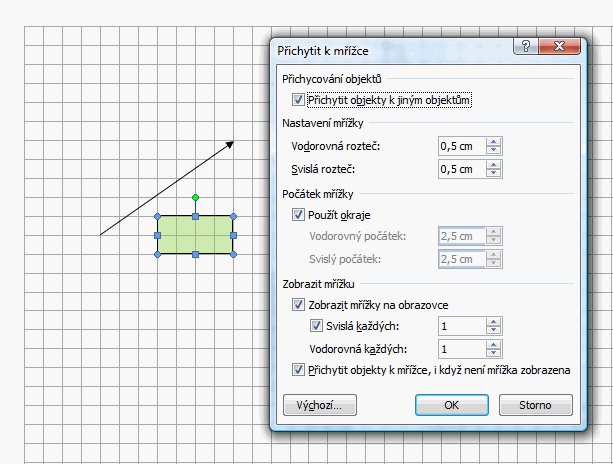 Přichytit k mřížce
Přichycování objektů
Přichytit objekty k jiným objektům
Nastavení mřížky
Vodorovná rozteč: 0,5 cm
Svislá rozteč: 0,5 cm
Počátek mřížky
Použít okraje
Vodorovný počátek: 2,5 cm
Svislý počátek: 2,5 cm
Zobrazit mřížku
Zobrazit mřížky na obrazovce
Svislá každých: 1
Vodorovná každých: 1
Přichytit objekty k mřížce, i když není mřížka zobrazena
Výchozí... OK Storno